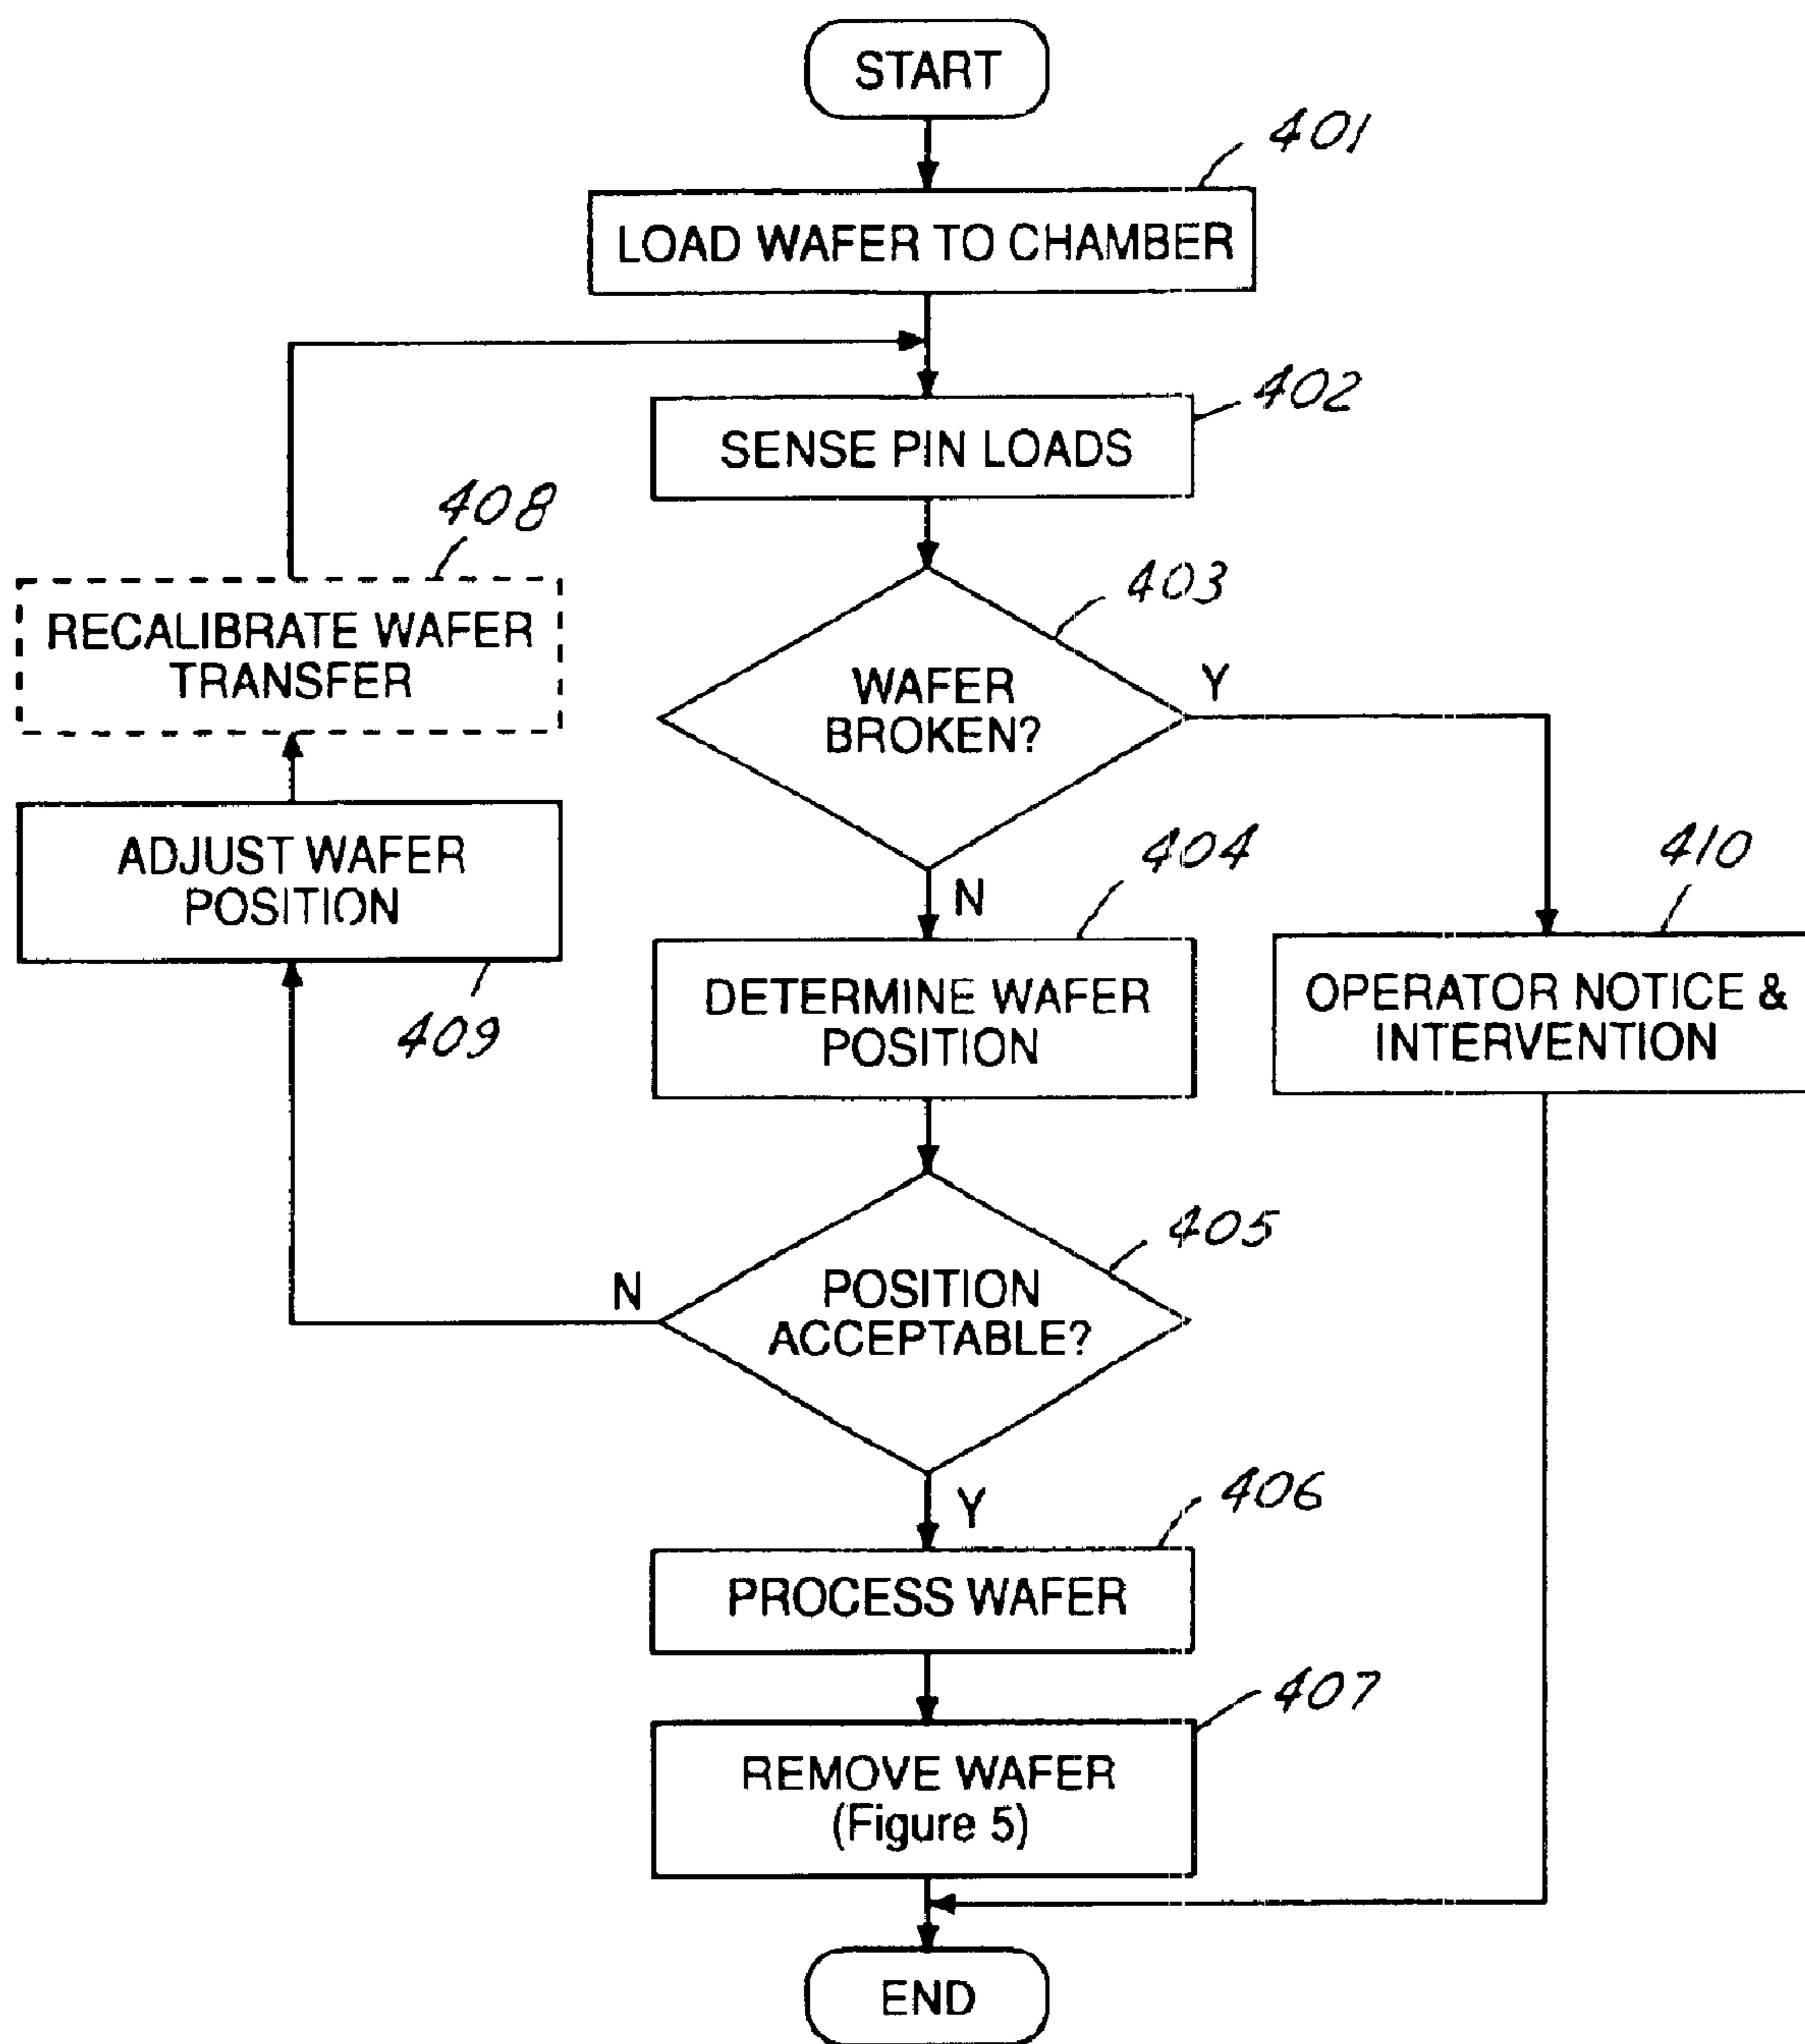 START
401
LOAD WAFER TO CHAMBER
402
SENSE PIN LOADS
408
RECALIBRATE WAFER
TRANSFER
403
WAFER
BROKEN?
Y
N
ADJUST WAFER
POSITION
409
404
DETERMINE WAFER
POSITION
410
OPERATOR NOTICE &
INTERVENTION
405
POSITION
ACCEPTABLE?
N
Y
406
PROCESS WAFER
407
REMOVE WAFER
(Figure 5)
END